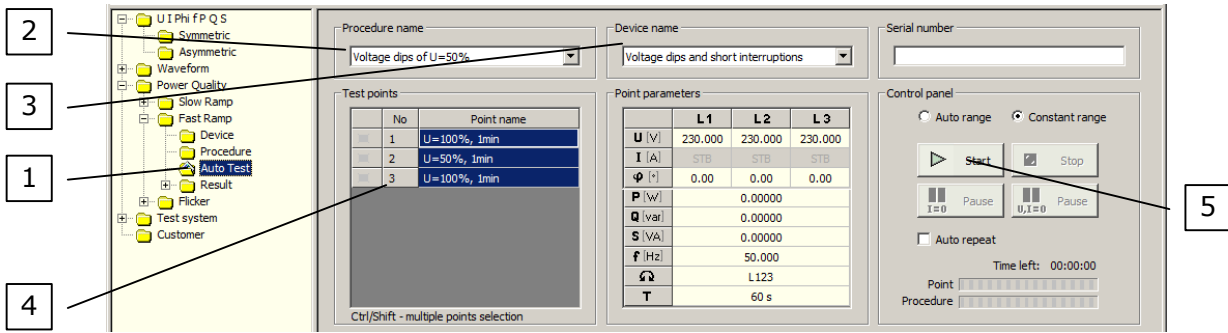 2
3
1
4
5
U I Phi f P Q S
Symmetric
Asymmetric
Waveform
Power Quality
Slow Ramp
Fast Ramp
Device
Procedure
Auto Test
Result
Flicker
Test system
Customer
Procedure name
Voltage dips of U=50%
Device name
Voltage dips and short interruptions
Serial number
Test points
No Point name
1 U=100%, 1min
2 U=50%, 1min
3 U=100%, 1min
Ctrl/Shift - multiple points selection
Point parameters
L1 L2 L3
U [V] 230.000 230.000 230.000
I [A] STB STB STB
φ [°] 0.00 0.00 0.00
P [W] 0.00000
Q [var] 0.00000
S [VA] 0.00000
f [Hz] 50.000
L123
T 60 s
Control panel
Auto range Constant range
Start Stop
I=0 Pause U,I=0 Pause
Auto repeat
Time left: 00:00:00
Point
Procedure